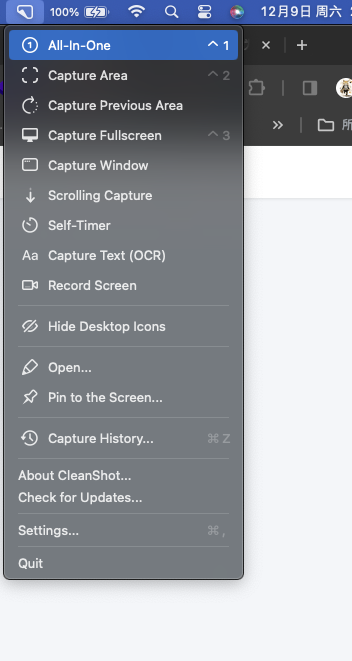 100% 12月9日 周六
① All-In-One ⌃ 1
Capture Area ⌃ 2
Capture Previous Area
Capture Fullscreen ⌃ 3
Capture Window
Scrolling Capture
Self-Timer
Aa Capture Text (OCR)
Record Screen
Hide Desktop Icons
Open...
Pin to the Screen...
Capture History... ⌘ Z
About CleanShot...
Check for Updates...
Settings... ⌘ ,
Quit